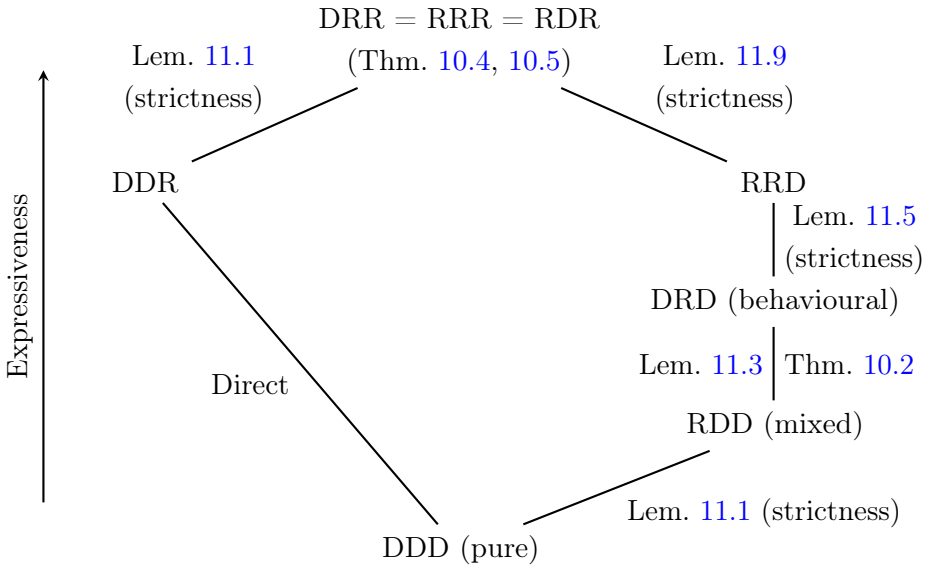 DRR = RRR = RDR
(Thm. 10.4, 10.5)
Lem. 11.1
(strictness)
Lem. 11.9
(strictness)
DDR
RRD
Lem. 11.5
(strictness)
DRD (behavioural)
Lem. 11.3
Thm. 10.2
RDD (mixed)
Direct
Lem. 11.1 (strictness)
DDD (pure)
Expressiveness